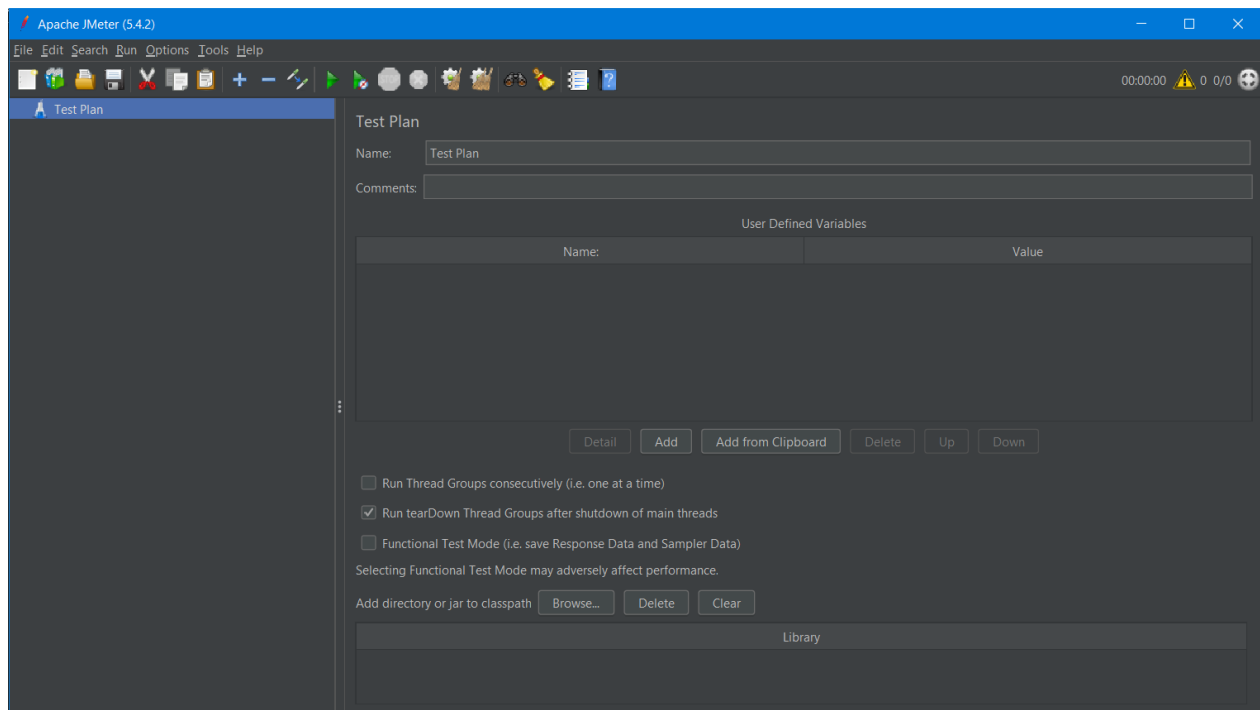 Apache JMeter (5.4.2)
File Edit Search Run Options Tools Help
00:00:00 0 0/0
Test Plan
Test Plan
Name: Test Plan
Comments:
User Defined Variables
Name: Value
Detail Add Add from Clipboard Delete Up Down
Run Thread Groups consecutively (i.e. one at a time)
Run tearDown Thread Groups after shutdown of main threads
Functional Test Mode (i.e. save Response Data and Sampler Data)
Selecting Functional Test Mode may adversely affect performance.
Add directory or jar to classpath Browse... Delete Clear
Library